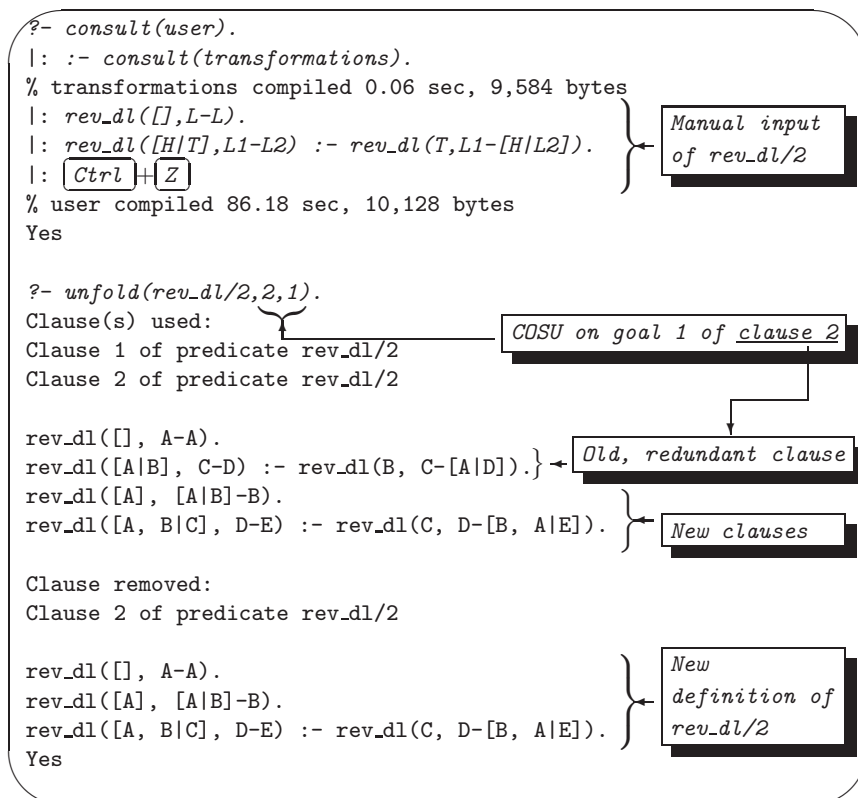 ?- consult(user).
|: :- consult(transformations).
% transformations compiled 0.06 sec, 9,584 bytes
|: rev_dl([],L-L).
|: rev_dl([H|T],L1-L2) :- rev_dl(T,L1-[H|L2]).
Manual input
of rev_dl/2
|: Ctrl+Z
% user compiled 86.18 sec, 10,128 bytes
Yes
?- unfold(rev_dl/2,2,1).
Clause(s) used:
COSU on goal 1 of clause 2
Clause 1 of predicate rev_dl/2
Clause 2 of predicate rev_dl/2
rev_dl([], A-A).
rev_dl([A|B], C-D) :- rev_dl(B, C-[A|D]).
Old, redundant clause
rev_dl([A], [A|B]-B).
rev_dl([A, B|C], D-E) :- rev_dl(C, D-[B, A|E]).
New clauses
Clause removed:
Clause 2 of predicate rev_dl/2
rev_dl([], A-A).
rev_dl([A], [A|B]-B).
rev_dl([A, B|C], D-E) :- rev_dl(C, D-[B, A|E]).
New
definition of
rev_dl/2
Yes